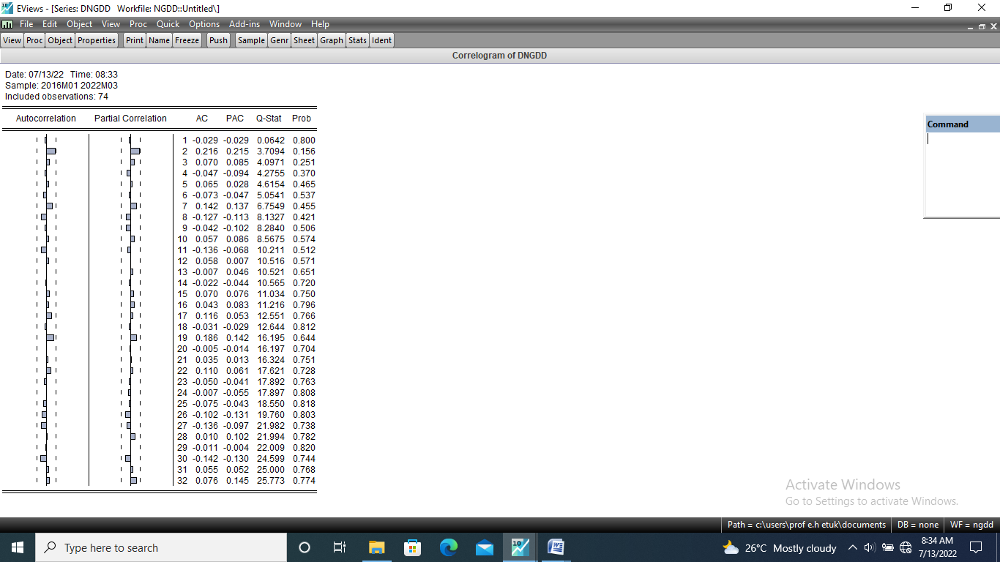 EViews - [Series: DNGDD   Workfile: NGDD::Untitled\]
File Edit Object View Proc Quick Options Add-ins Window Help
View Proc Object Properties Print Name Freeze Push Sample Genr Sheet Graph Stats Ident
Correlogram of DNGDD
Date: 07/13/22   Time: 08:33
Sample: 2016M01 2022M03
Included observations: 74
Autocorrelation Partial Correlation AC PAC Q-Stat Prob
1 -0.029 -0.029 0.0642 0.800
2 0.216 0.215 3.7094 0.156
3 0.070 0.085 4.0971 0.251
4 -0.047 -0.094 4.2755 0.370
5 0.065 0.028 4.6154 0.465
6 -0.073 -0.047 5.0541 0.537
7 0.142 0.137 6.7549 0.455
8 -0.127 -0.113 8.1327 0.421
9 -0.042 -0.102 8.2840 0.506
10 0.057 0.086 8.5675 0.574
11 -0.136 -0.068 10.211 0.512
12 0.058 0.007 10.516 0.571
13 -0.007 0.046 10.521 0.651
14 -0.022 -0.044 10.565 0.720
15 0.070 0.076 11.034 0.750
16 0.043 0.083 11.216 0.796
17 0.116 0.053 12.551 0.766
18 -0.031 -0.029 12.644 0.812
19 0.186 0.142 16.195 0.644
20 -0.005 -0.014 16.197 0.704
21 0.035 0.013 16.324 0.751
22 0.110 0.061 17.621 0.728
23 -0.050 -0.041 17.892 0.763
24 -0.007 -0.055 17.897 0.808
25 -0.075 -0.043 18.550 0.818
26 -0.102 -0.131 19.760 0.803
27 -0.136 -0.097 21.982 0.738
28 0.010 0.102 21.994 0.782
29 -0.011 -0.004 22.009 0.820
30 -0.142 -0.130 24.599 0.744
31 0.055 0.052 25.000 0.768
32 0.076 0.145 25.773 0.774
Command
Activate Windows
Go to Settings to activate Windows.
Path = c:\users\prof e.h etuk\documents DB = none WF = ngdd
Type here to search
10
26°C Mostly cloudy
8:34 AM
7/13/2022